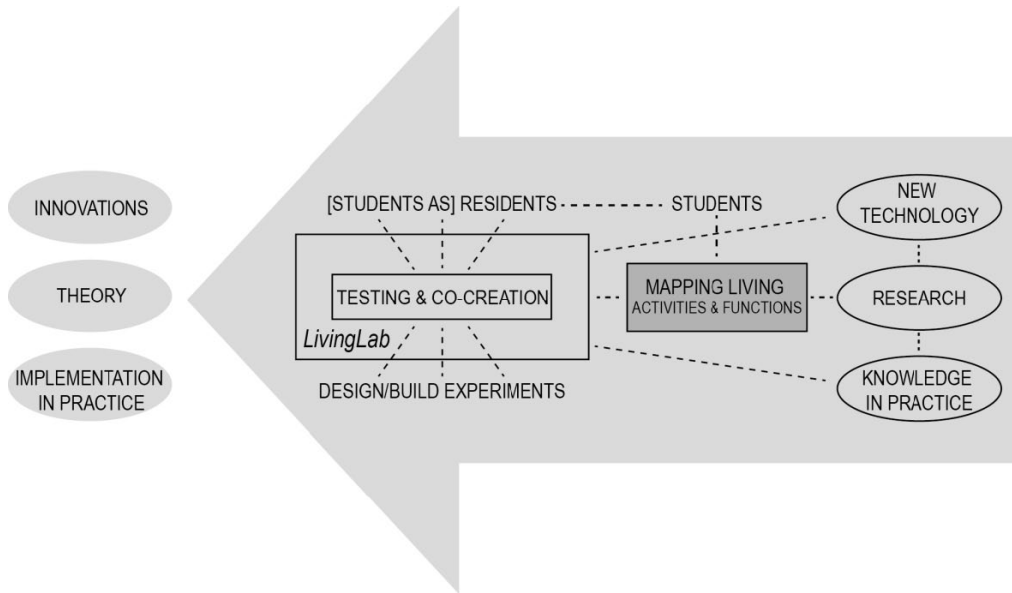 INNOVATIONS
THEORY
IMPLEMENTATION
IN PRACTICE
[STUDENTS AS] RESIDENTS
STUDENTS
TESTING & CO-CREATION
LivingLab
DESIGN/BUILD EXPERIMENTS
MAPPING LIVING
ACTIVITIES & FUNCTIONS
NEW
TECHNOLOGY
RESEARCH
KNOWLEDGE
IN PRACTICE